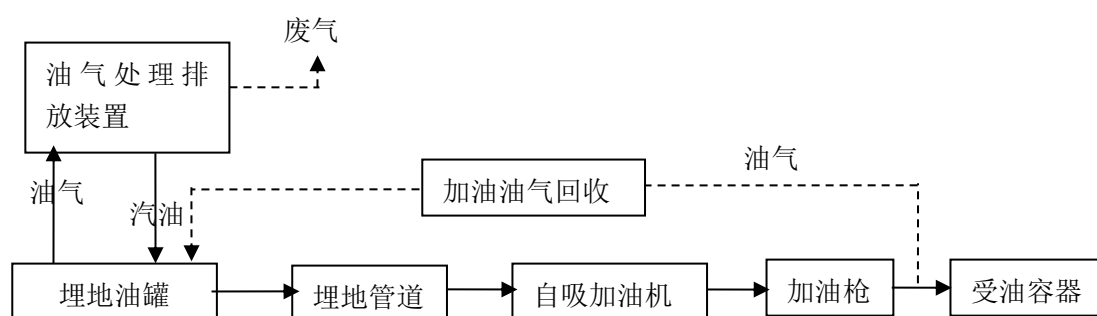 废气
油气处理排
放装置
油气
油气
汽油
加油油气回收
埋地油罐
埋地管道
自吸加油机
加油枪
受油容器